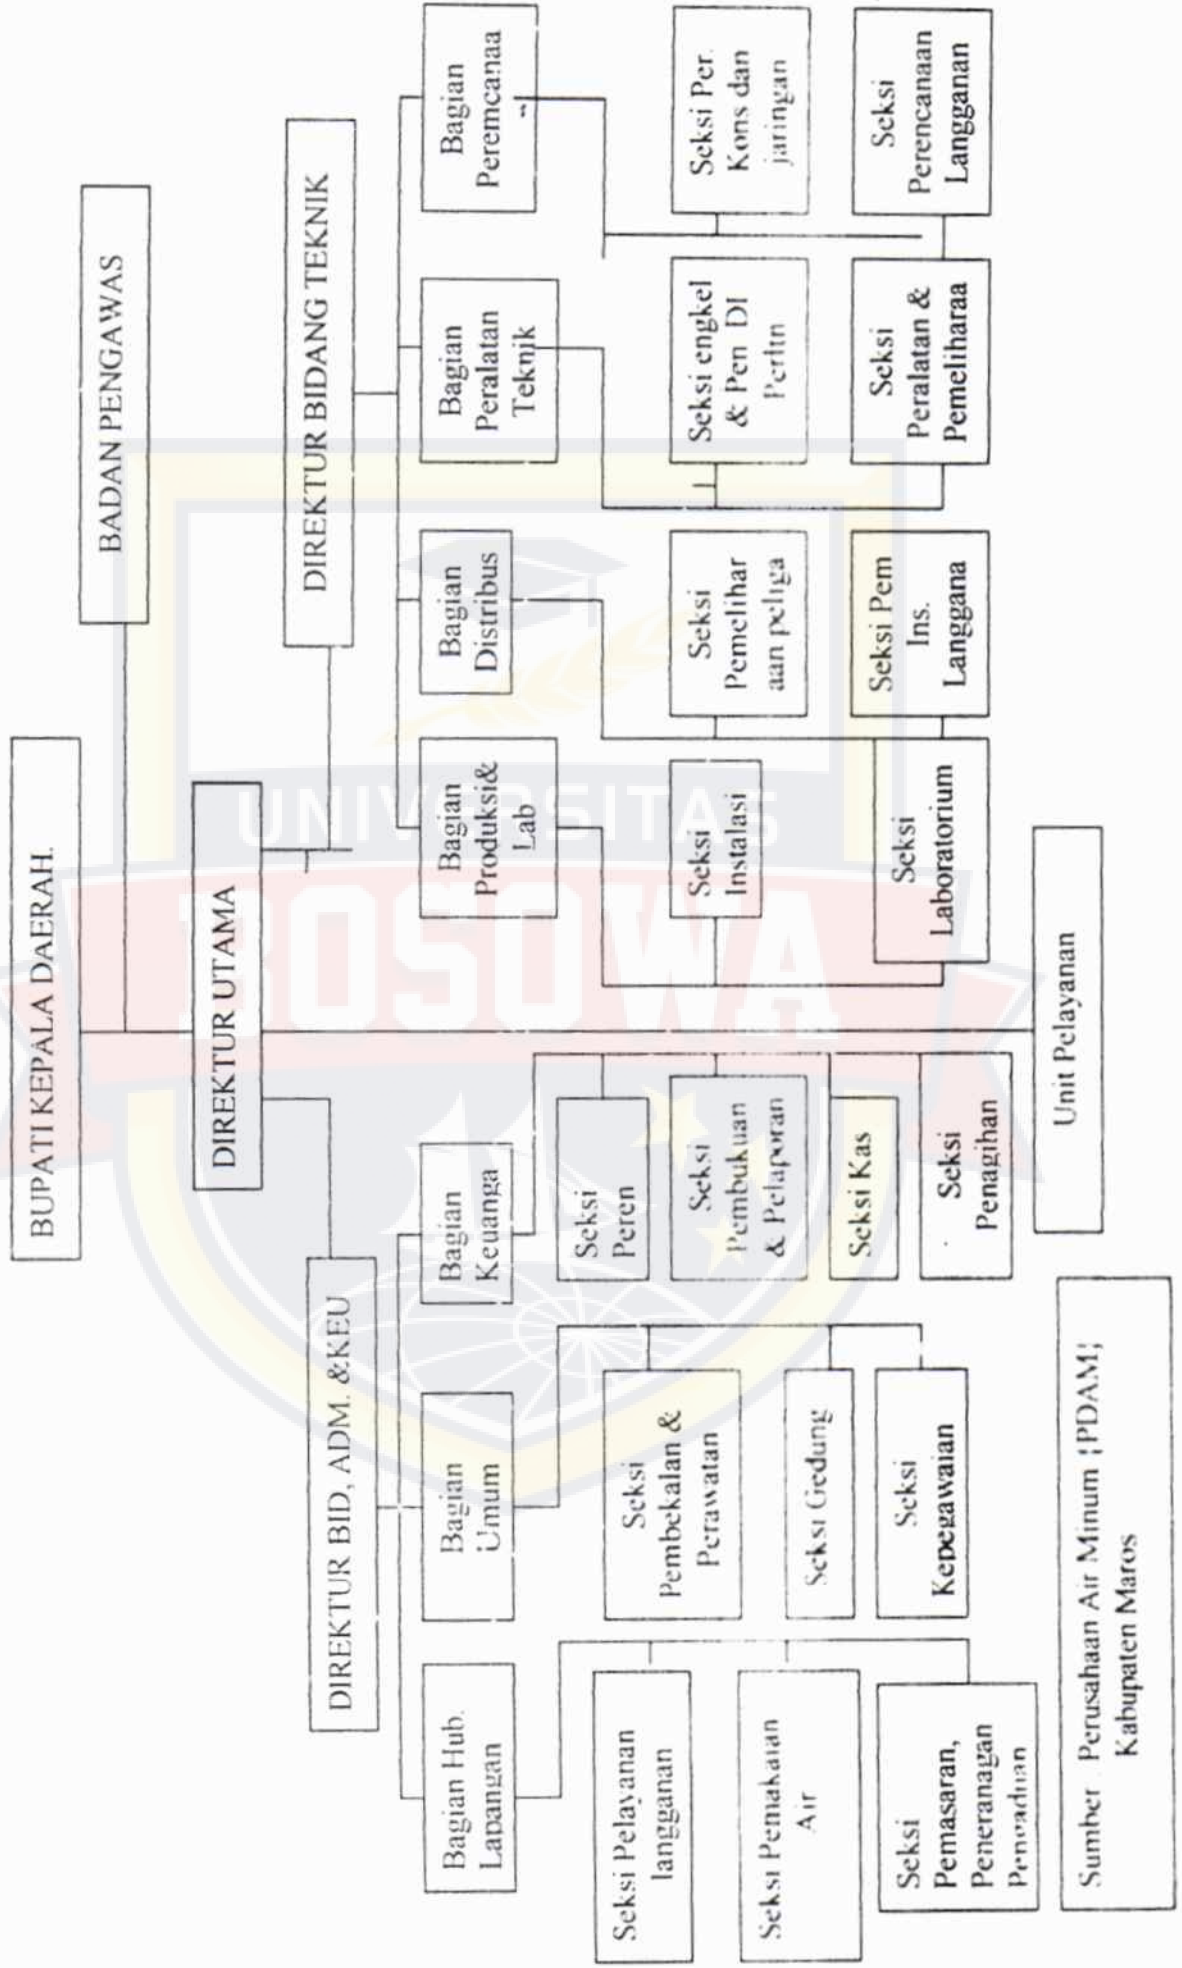 BUPATI KEPALA DAERAH.
BADAN PENGAWAS
DIREKTUR UTAMA
DIREKTUR BID, ADM. &KEU
DIREKTUR BIDANG TEKNIK
Bagian Hub.
Lapangan
Bagian
Umum
Bagian
Keuanga
Bagian
Produksi&
Lab
Bagian
Distribus
Bagian
Peralatan
Teknik
Bagian
Peremcanaa
Seksi Pelayanan
langganan
Seksi Pemakaian
Air
Seksi
Pemasaran,
Peneranagan
Pengaduan
Seksi
Pembekalan &
Perawatan
Seksi Gedung
Seksi
Kepegawaian
Seksi
Peren
Seksi
Pembukuan
& Pelaporan
Seksi Kas
Seksi
Penagihan
Seksi
Instalasi
Seksi
Laboratorium
Seksi
Pemelihar
aan peliga
Seksi Pem
Ins.
Langgana
Seksi engkel
& Pen DI
Perltn
Seksi
Peralatan &
Pemeliharaa
Seksi Per.
Kons dan
jaringan
Seksi
Perencanaan
Langganan
Unit Pelayanan
Sumber . Perusahaan Air Minum {PDAM}
Kabupaten Maros
UNIVERSITAS
BOSOWA